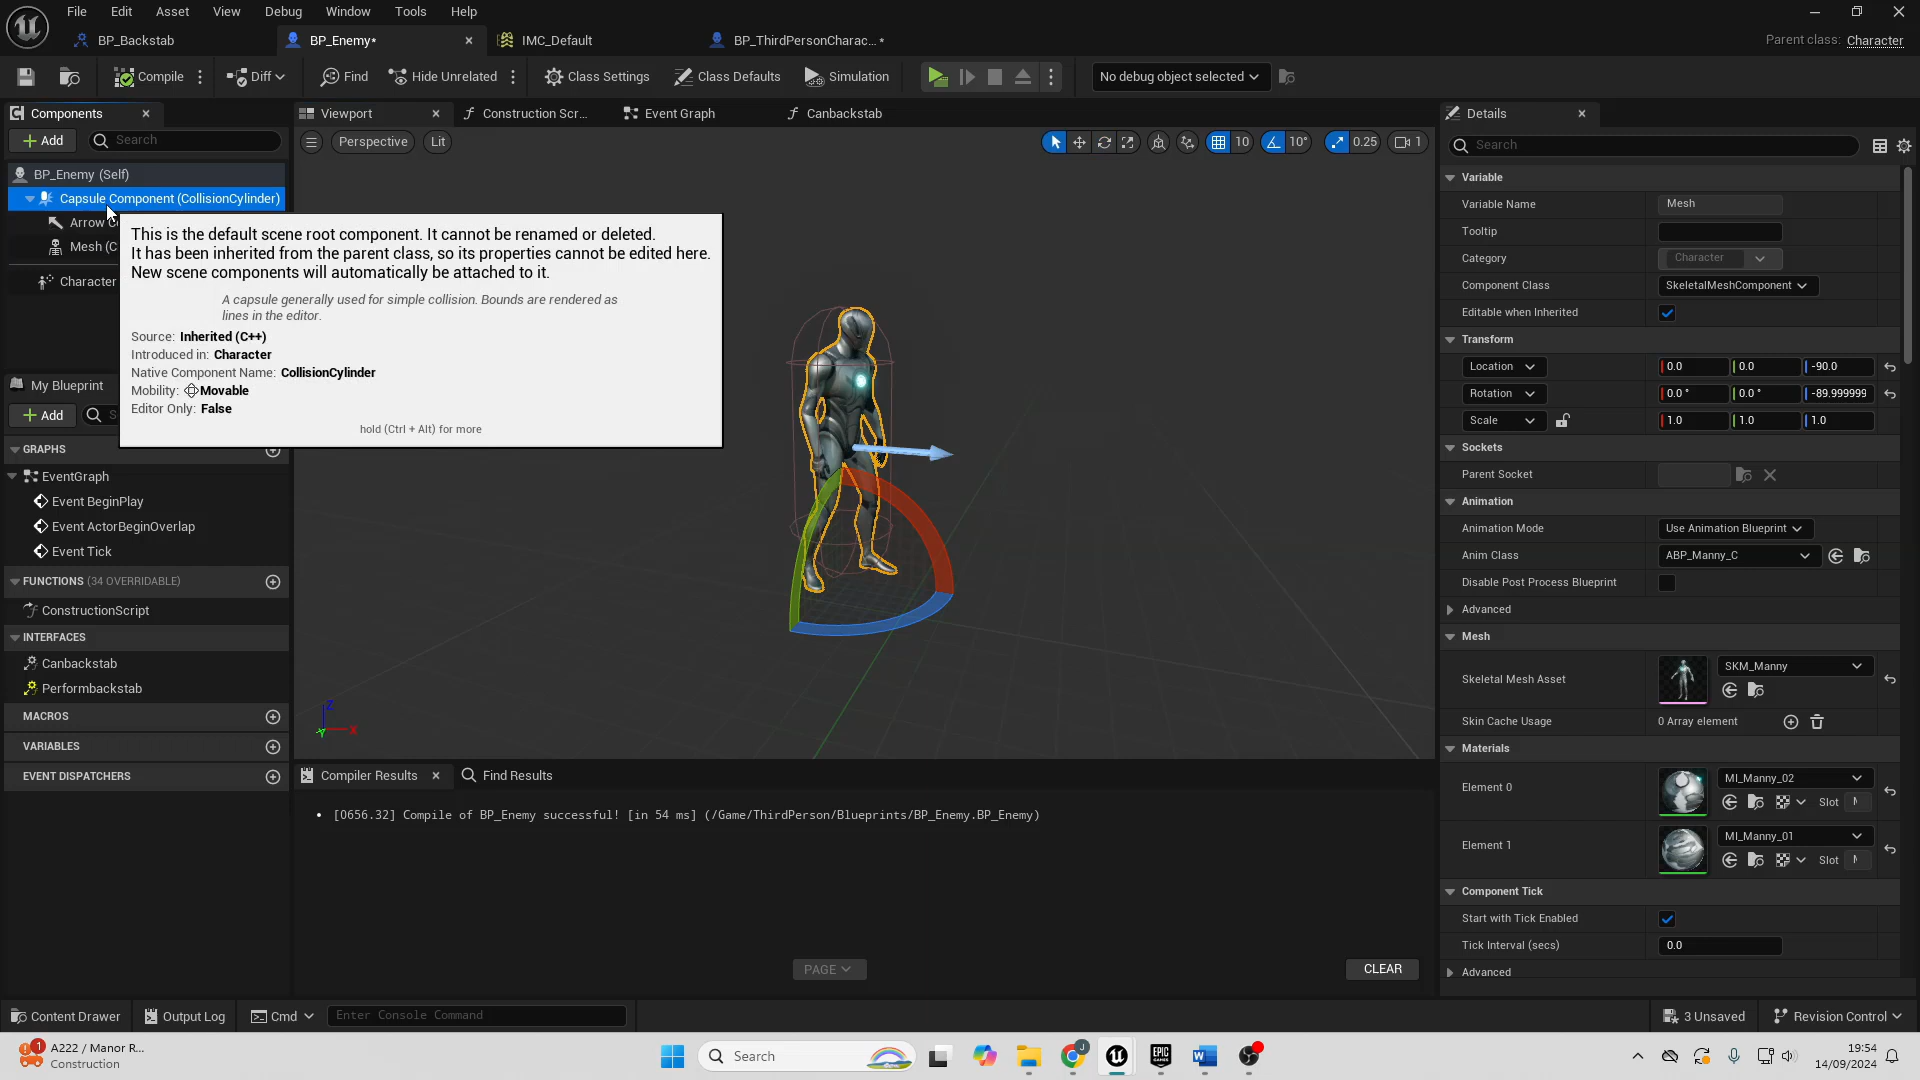 File Edit Asset View Debug Window Tools Help
BP_Backstab BP_Enemy* IMC_Default BP_ThirdPersonCharac...* Parent class: Character
Compile Diff Find Hide Unrelated Class Settings Class Defaults Simulation No debug object selected
Components Viewport Construction Scr... Event Graph Canbackstab Details
Add Search Perspective Lit 10 10° 0.25 1 Search
BP_Enemy (Self)
Capsule Component (CollisionCylinder)
Arrow C
Mesh (C
Character
This is the default scene root component. It cannot be renamed or deleted.
It has been inherited from the parent class, so its properties cannot be edited here.
New scene components will automatically be attached to it.
A capsule generally used for simple collision. Bounds are rendered as
lines in the editor.
Source: Inherited (C++)
Introduced in: Character
Native Component Name: CollisionCylinder
Mobility: Movable
Editor Only: False
hold (Ctrl + Alt) for more
My Blueprint
Add S
GRAPHS
EventGraph
Event BeginPlay
Event ActorBeginOverlap
Event Tick
FUNCTIONS (34 OVERRIDABLE)
ConstructionScript
INTERFACES
Canbackstab
Performbackstab
MACROS
VARIABLES
EVENT DISPATCHERS
Z
X
Y
Compiler Results Find Results
• [0656.32] Compile of BP_Enemy successful! [in 54 ms] (/Game/ThirdPerson/Blueprints/BP_Enemy.BP_Enemy)
PAGE CLEAR
Variable
Variable Name Mesh
Tooltip
Category Character
Component Class SkeletalMeshComponent
Editable when Inherited
Transform
Location 0.0 0.0 -90.0
Rotation 0.0 ° 0.0 ° -89.999999
Scale 1.0 1.0 1.0
Sockets
Parent Socket
Animation
Animation Mode Use Animation Blueprint
Anim Class ABP_Manny_C
Disable Post Process Blueprint
Advanced
Mesh
Skeletal Mesh Asset SKM_Manny
Skin Cache Usage 0 Array element
Materials
Element 0 MI_Manny_02
Slot M
Element 1 MI_Manny_01
Slot M
Component Tick
Start with Tick Enabled
Tick Interval (secs) 0.0
Advanced
Content Drawer Output Log Cmd Enter Console Command 3 Unsaved Revision Control
1 A222 / Manor R...
Construction
Search
J
EPIC GAMES
W
19:54
14/09/2024